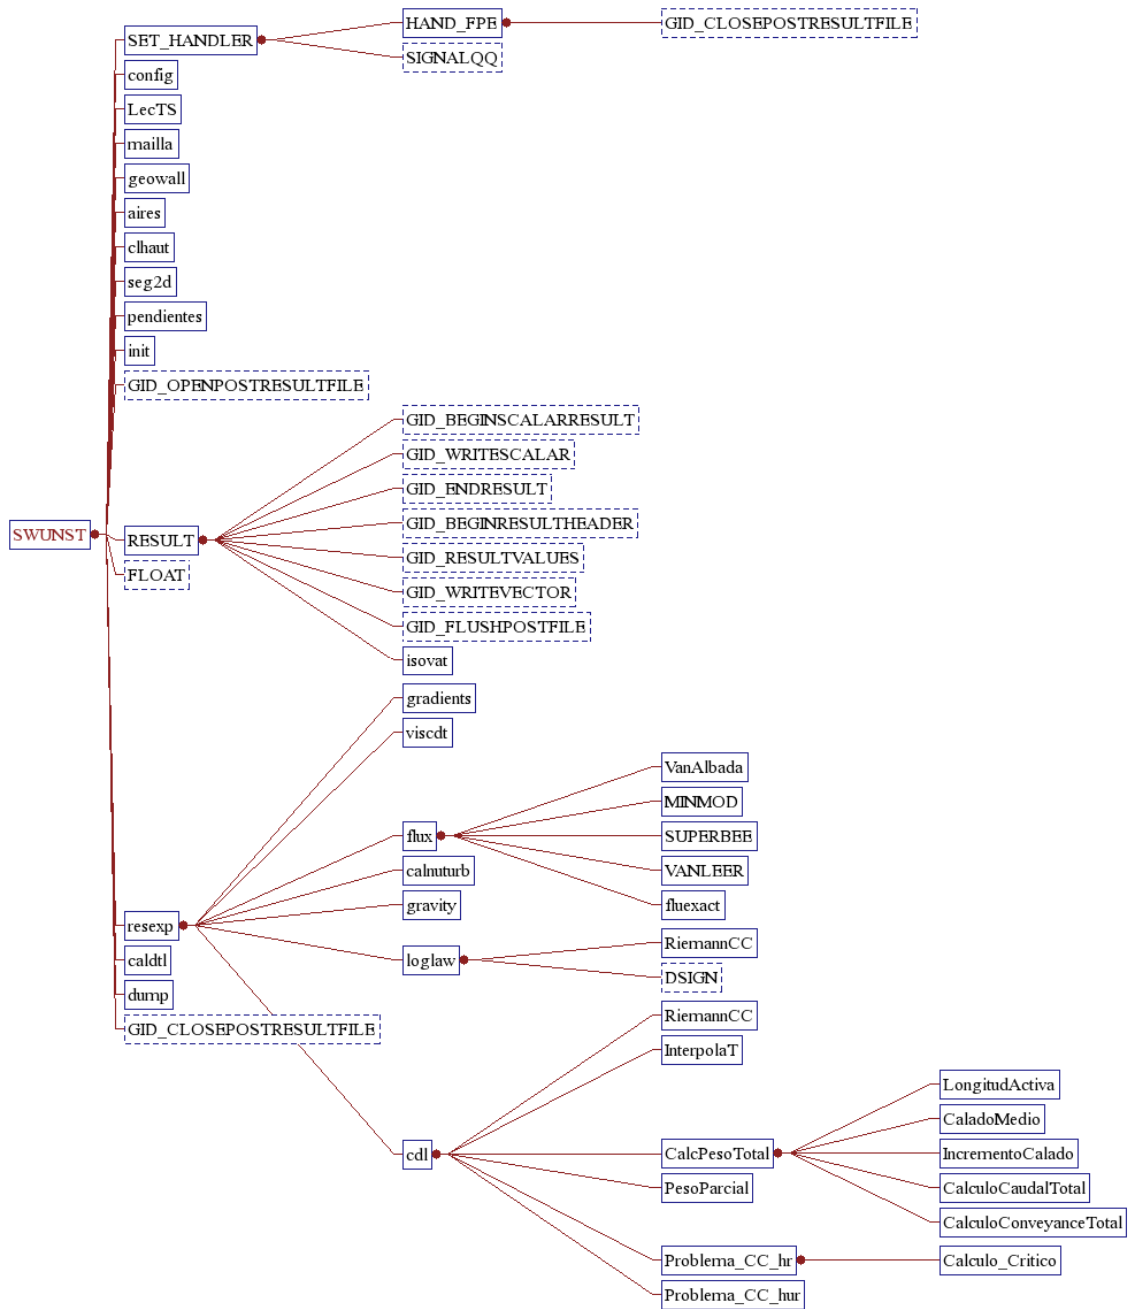 HAND_FPE
GID_CLOSEPOSTRESULTFILE
SET_HANDLER
SIGNALQQ
config
LecTS
mailla
geowall
aires
clhaut
seg2d
pendientes
init
GID_OPENPOSTRESULTFILE
GID_BEGINSCALARRESULT
GID_WRITESCALAR
GID_ENDRESULT
GID_BEGINRESULTHEADER
SWUNST
RESULT
GID_RESULTVALUES
FLOAT
GID_WRITEVECTOR
GID_FLUSHPOSTFILE
isovat
gradients
viscdt
VanAlbada
MINMOD
flux
SUPERBEE
calnuturb
VANLEER
gravity
fluexact
resexp
RiemannCC
caldtl
loglaw
DSIGN
dump
RiemannCC
GID_CLOSEPOSTRESULTFILE
InterpolaT
LongitudActiva
CaladoMedio
cdl
CalcPesoTotal
IncrementoCalado
PesoParcial
CalculoCaudalTotal
CalculoConveyanceTotal
Problema_CC_hr
Calculo_Critico
Problema_CC_hur